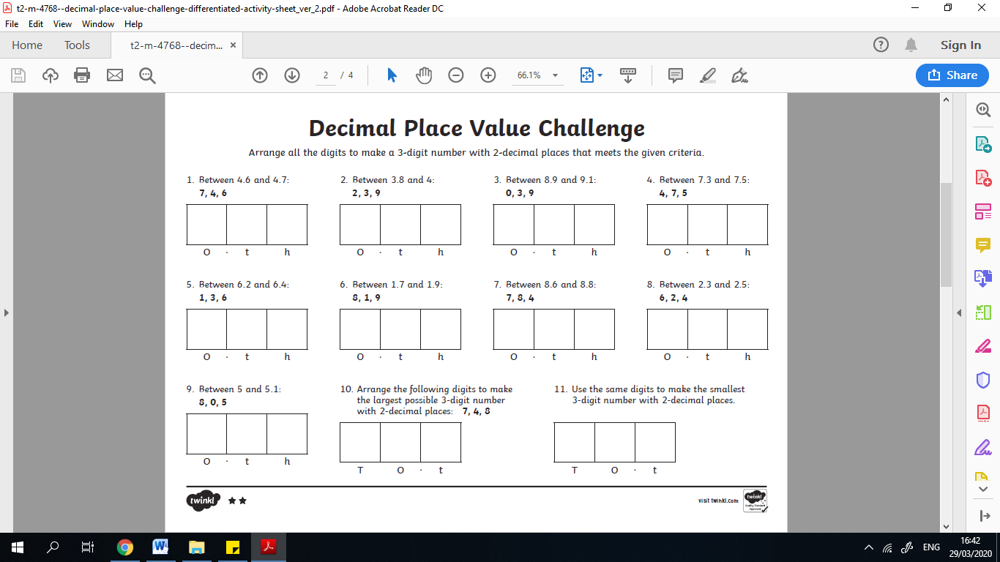 t2-m-4768--decimal-place-value-challenge-differentiated-activity-sheet_ver_2.pdf - Adobe Acrobat Reader DC
File Edit View Window Help
Home Tools t2-m-4768--decim... × Sign In
2 / 4 66.1% Share
Decimal Place Value Challenge
Arrange all the digits to make a 3-digit number with 2-decimal places that meets the given criteria.
1. Between 4.6 and 4.7: 2. Between 3.8 and 4: 3. Between 8.9 and 9.1: 4. Between 7.3 and 7.5:
7, 4, 6 2, 3, 9 0, 3, 9 4, 7, 5
O · t h O · t h O · t h O · t h
5. Between 6.2 and 6.4: 6. Between 1.7 and 1.9: 7. Between 8.6 and 8.8: 8. Between 2.3 and 2.5:
1, 3, 6 8, 1, 9 7, 8, 4 6, 2, 4
O · t h O · t h O · t h O · t h
9. Between 5 and 5.1:
8, 0, 5
O · t h
10. Arrange the following digits to make
the largest possible 3-digit number
with 2-decimal places: 7, 4, 8
T O · t
11. Use the same digits to make the smallest
3-digit number with 2-decimal places.
T O · t
twinkl visit twinkl.com twinkl
Quality Standard
Approved
ENG 16:42
29/03/2020